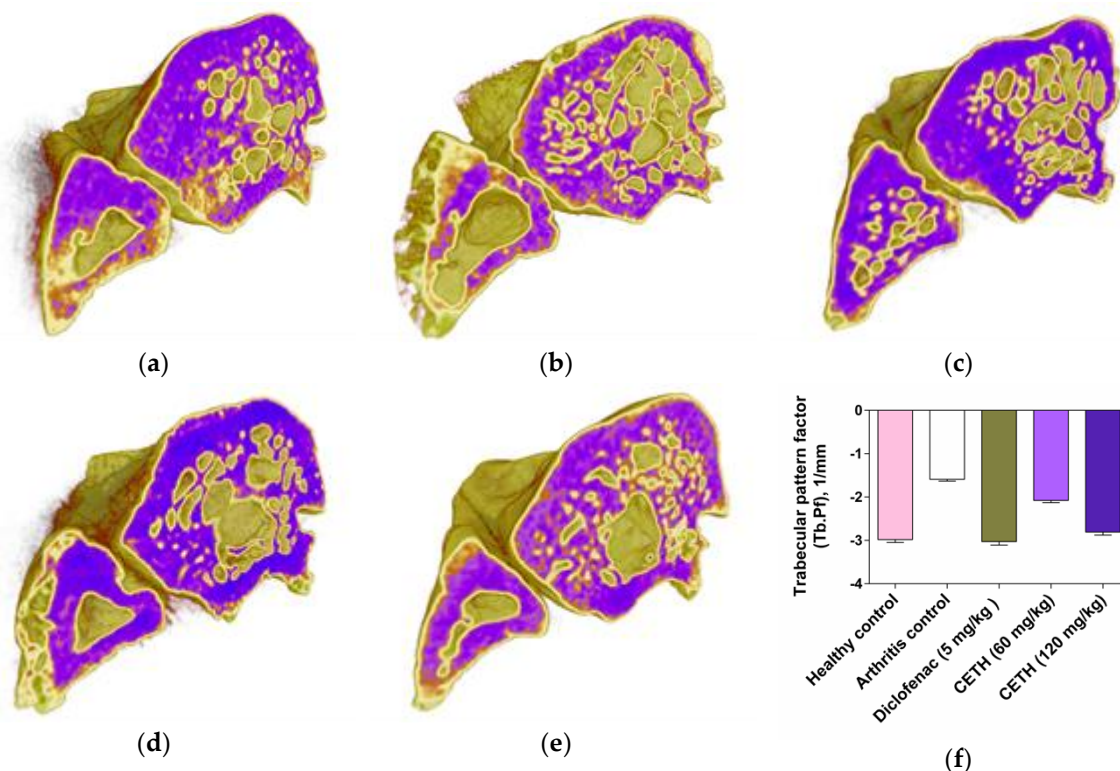 (a)
(b)
(c)
(d)
(e)
Trabecular pattern factor
(Tb.Pf), 1/mm
0
-1
-2
-3
-4
Healthy control
Arthritis control
Diclofenac (5 mg/kg )
CETH (60 mg/kg)
CETH (120 mg/kg)
(f)